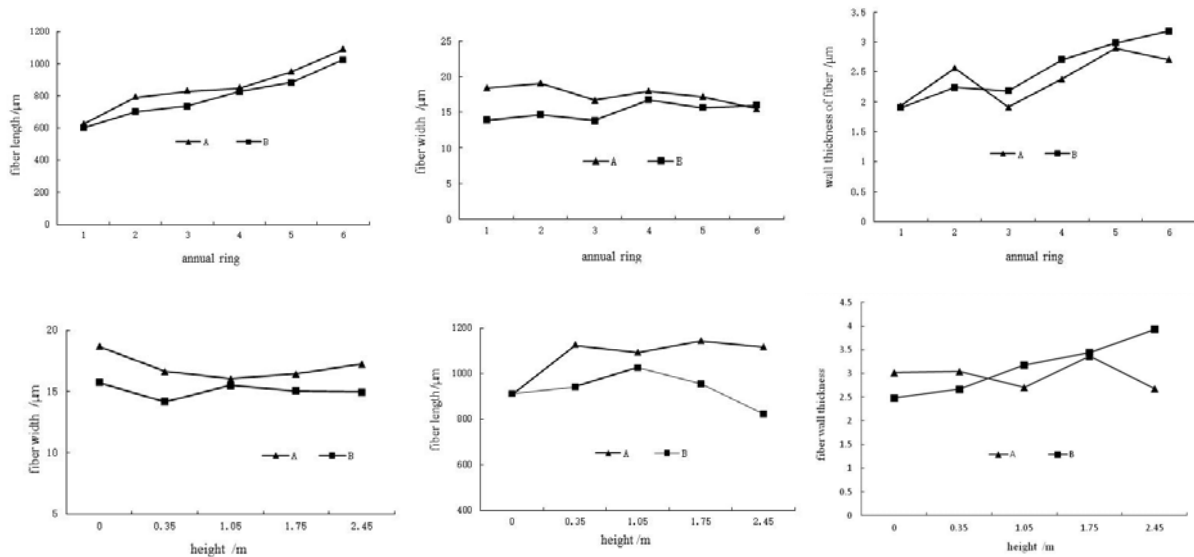 fiber length /μm
1200
1000
800
600
400
200
0
A B
1 2 3 4 5 6
annual ring
fiber width /μm
25
20
15
10
5
0
A B
1 2 3 4 5 6
annual ring
wall thickness of fiber /μm
3.5
3
2.5
2
1.5
1
0.5
0
A B
1 2 3 4 5 6
annual ring
fiber width /μm
20
15
10
5
A B
0 0.35 1.05 1.75 2.45
height /m
fiber length /μm
1200
1000
800
600
400
A B
0 0.35 1.05 1.75 2.45
height /m
fiber wall thickness
4.5
4
3.5
3
2.5
2
1.5
1
0.5
0
A B
0 0.35 1.05 1.75 2.45
height /m